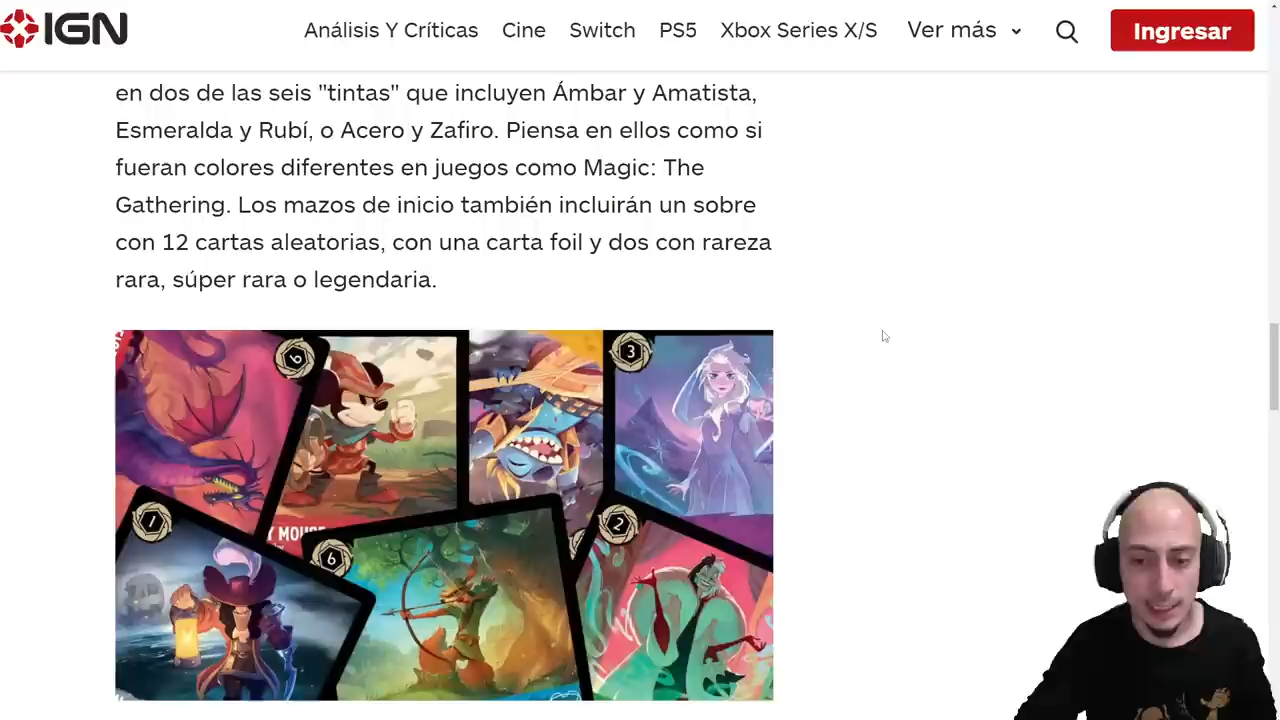 IGN
Análisis Y Críticas Cine Switch PS5 Xbox Series X/S Ver más Ingresar
en dos de las seis "tintas" que incluyen Ámbar y Amatista,
Esmeralda y Rubí, o Acero y Zafiro. Piensa en ellos como si
fueran colores diferentes en juegos como Magic: The
Gathering. Los mazos de inicio también incluirán un sobre
con 12 cartas aleatorias, con una carta foil y dos con rareza
rara, súper rara o legendaria.
6
3
1
Y MOUS
6
2